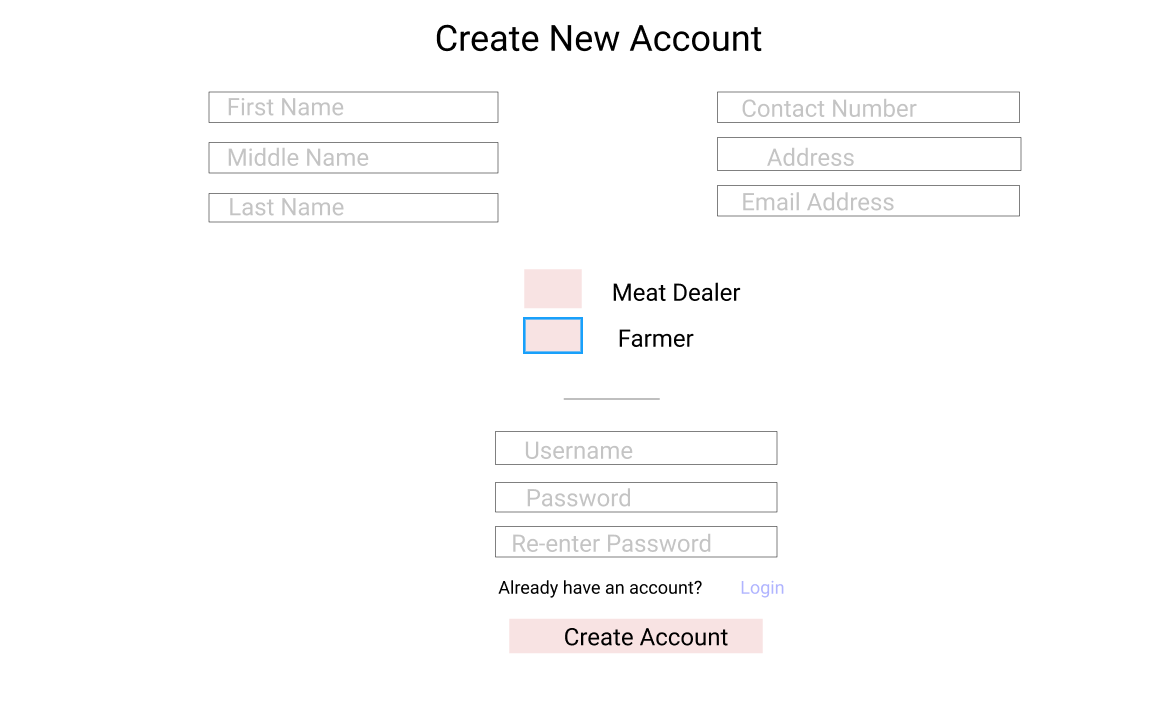 Create New Account
First Name
Middle Name
Last Name
Contact Number
Address
Email Address
Meat Dealer
Farmer
Username
Password
Re-enter Password
Already have an account? Login
Create Account